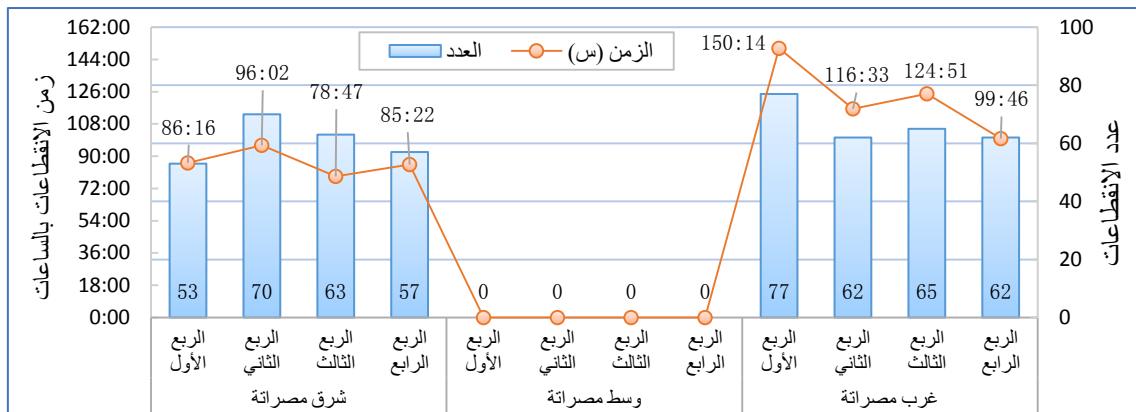 العدد
الزمن (س)
زمن الانقطاعات بالساعات
162:00
144:00
126:00
108:00
90:00
72:00
54:00
36:00
18:00
0:00
عدد الانقطاعات
100
80
60
40
20
0
86:16
96:02
78:47
85:22
150:14
116:33
124:51
99:46
53
70
63
57
0
0
0
0
77
62
65
62
الربع الأول
الربع الثاني
الربع الثالث
الربع الرابع
الربع الأول
الربع الثاني
الربع الثالث
الربع الرابع
الربع الأول
الربع الثاني
الربع الثالث
الربع الرابع
شرق مصراتة
وسط مصراتة
غرب مصراتة